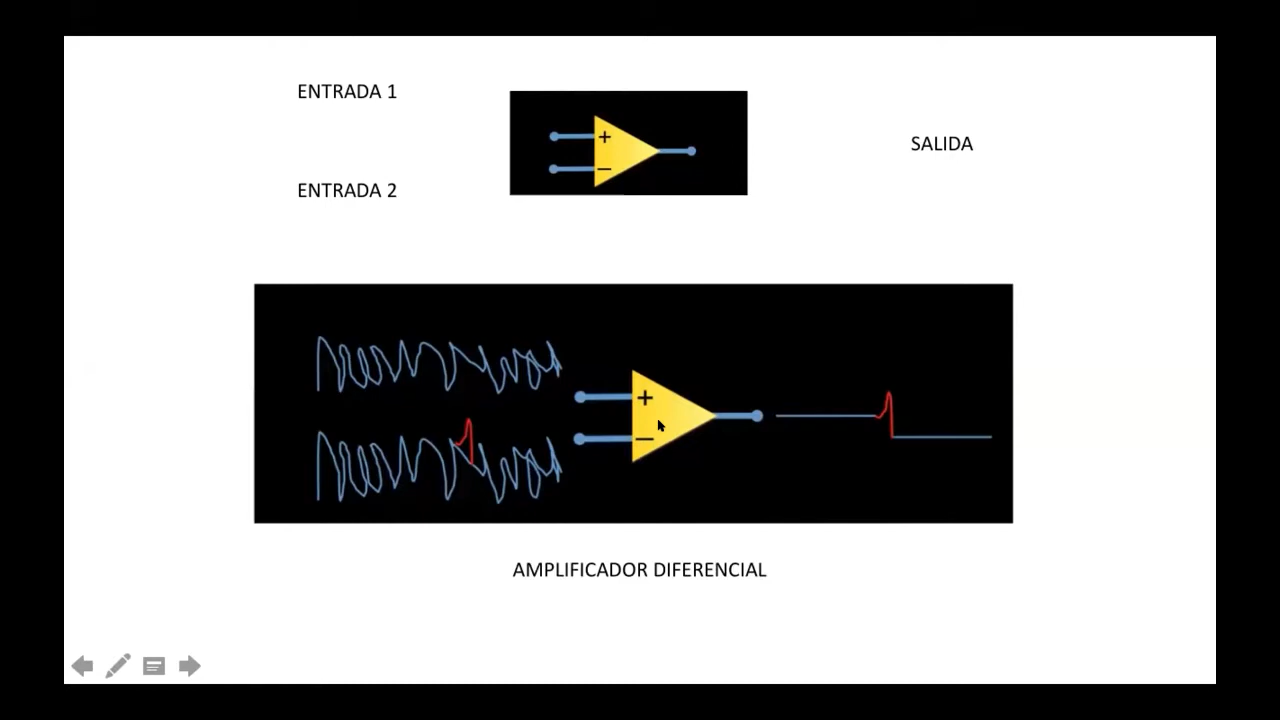 ENTRADA 1
SALIDA
ENTRADA 2
+
−
+
−
AMPLIFICADOR DIFERENCIAL